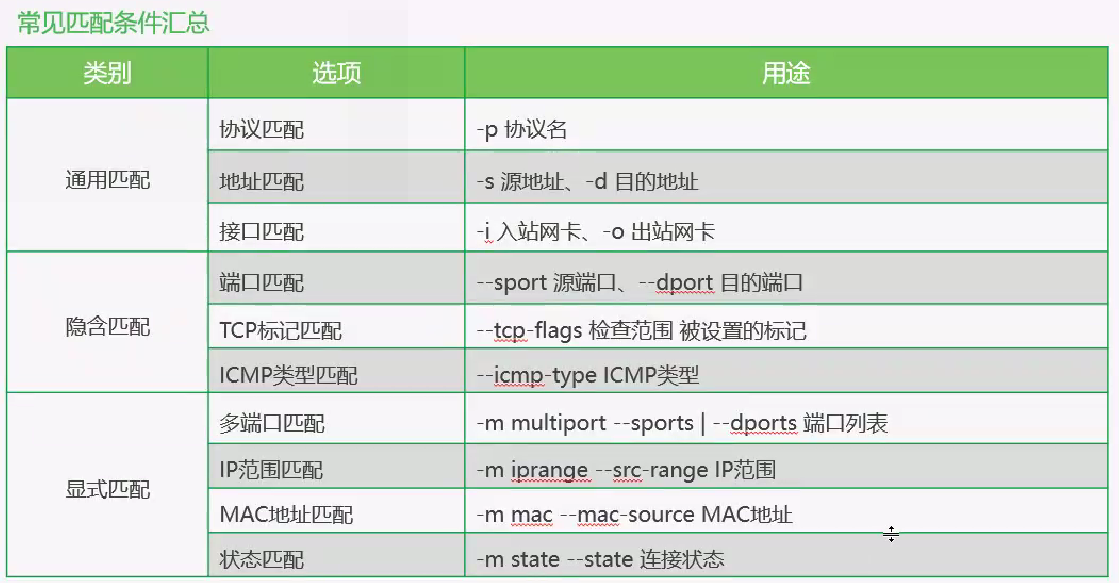 常见匹配条件汇总
类别 选项 用途
通用匹配
协议匹配 -p 协议名
地址匹配 -s 源地址、-d 目的地址
接口匹配 -i 入站网卡、-o 出站网卡
隐含匹配
端口匹配 --sport 源端口、--dport 目的端口
TCP标记匹配 --tcp-flags 检查范围 被设置的标记
ICMP类型匹配 --icmp-type ICMP类型
显式匹配
多端口匹配 -m multiport --sports | --dports 端口列表
IP范围匹配 -m iprange --src-range IP范围
MAC地址匹配 -m mac --mac-source MAC地址
状态匹配 -m state --state 连接状态